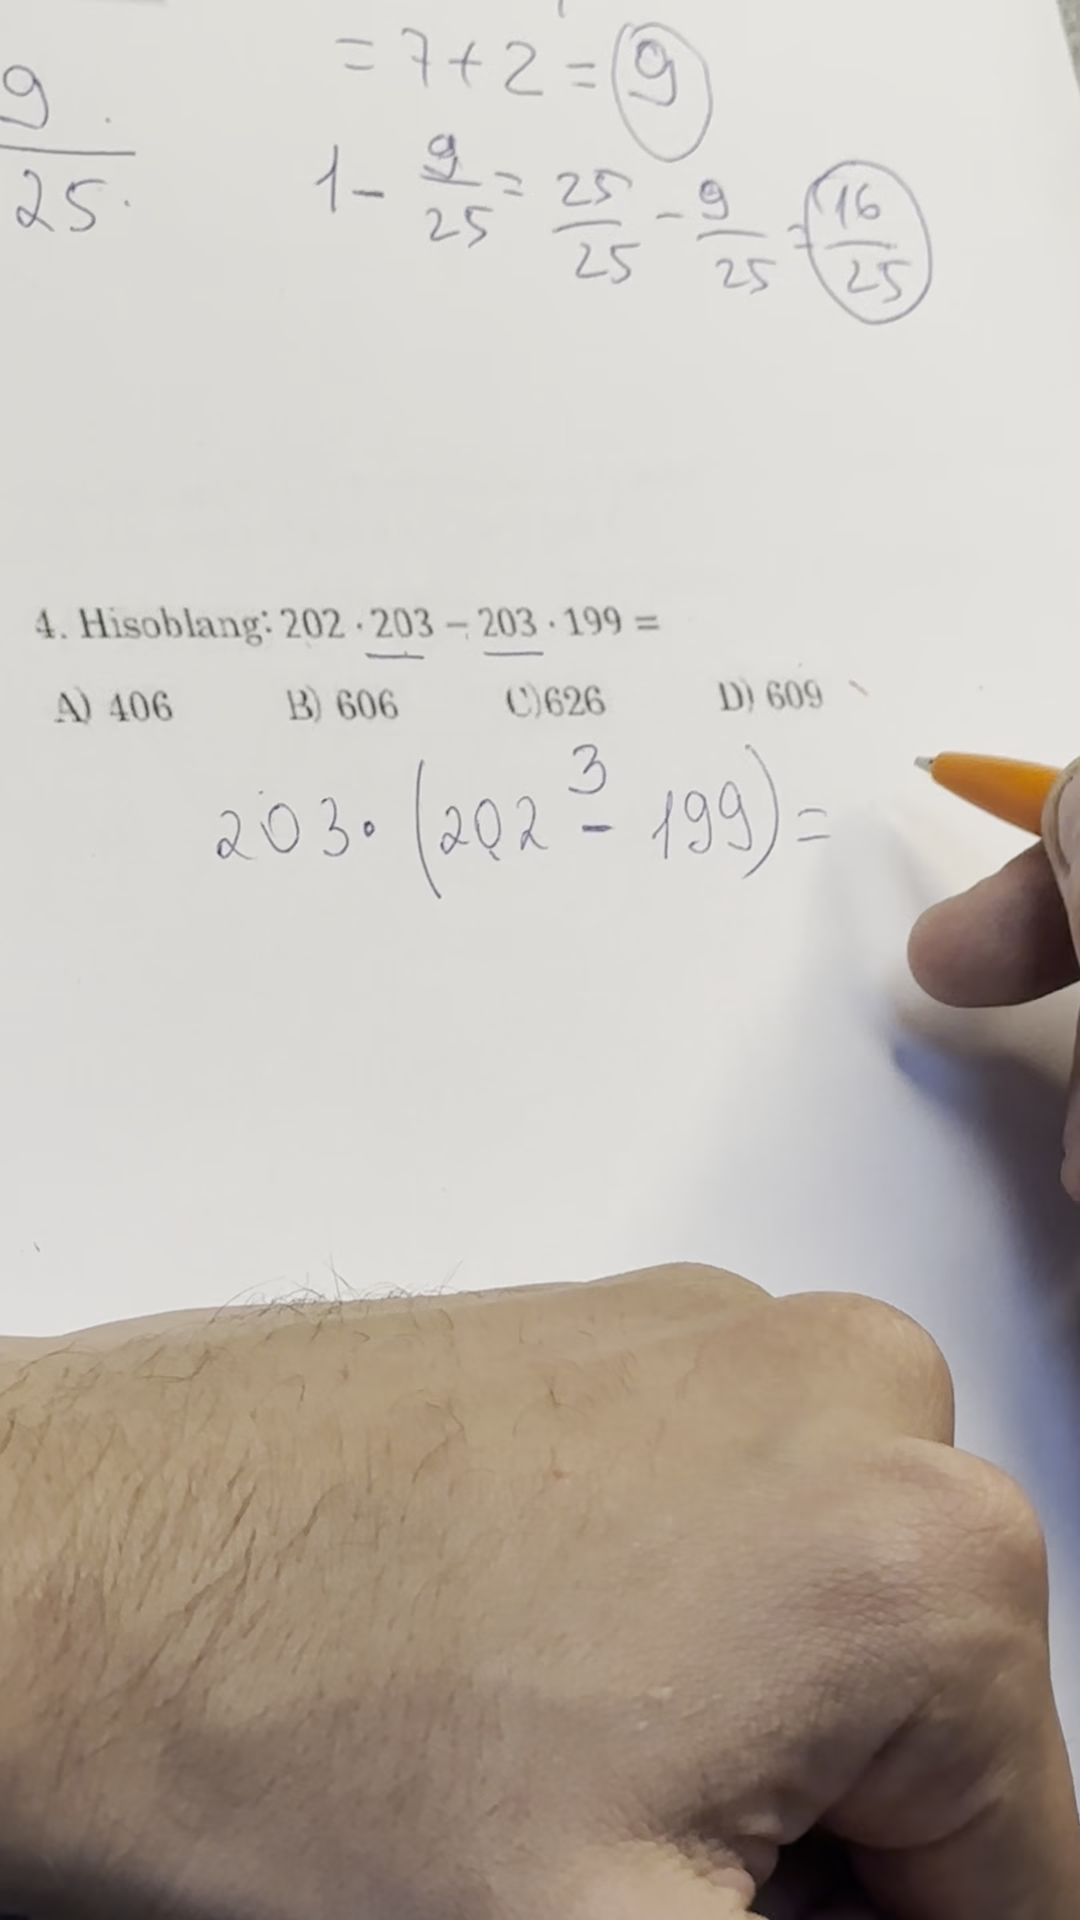 = 7 + 2 = 9
9
25
1 - 9/25 = 25/25 - 9/25 = 16/25
4. Hisoblang: 202 · 203 − 203 · 199 =
A) 406 B) 606 C)626 D) 609
3
203 · (202 - 199) =